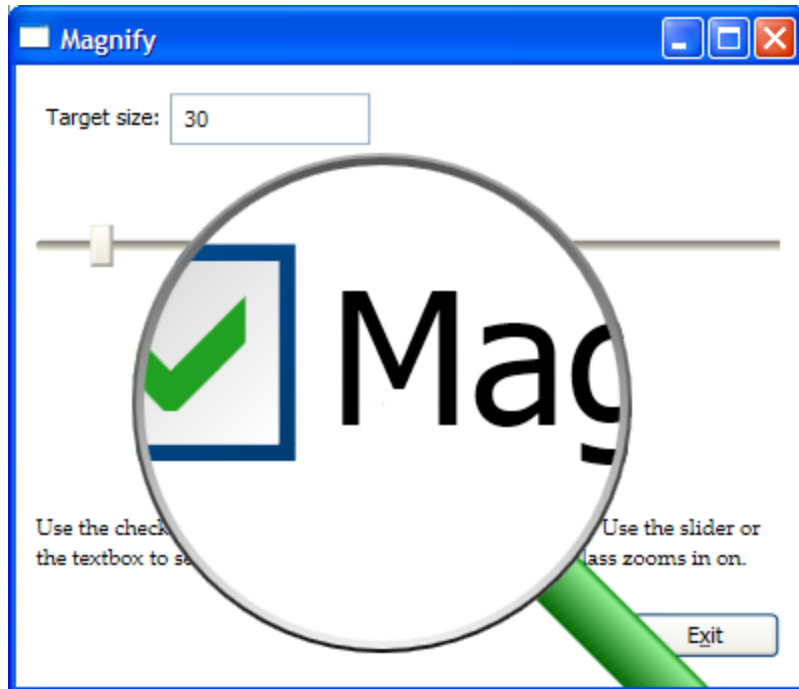 Magnify
Target size: 30
Mag
Use the check Use the slider or
the textbox to lass zooms in on.
Exit